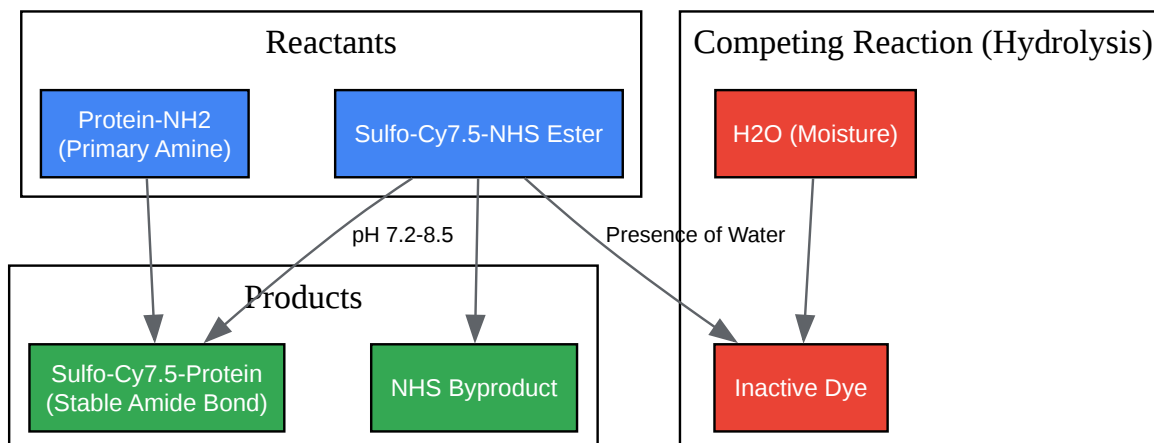 Reactants
Competing Reaction (Hydrolysis)
Protein-NH2
(Primary Amine)
Sulfo-Cy7.5-NHS Ester
H2O (Moisture)
pH 7.2-8.5
Presence of Water
Products
Sulfo-Cy7.5-Protein
(Stable Amide Bond)
NHS Byproduct
Inactive Dye